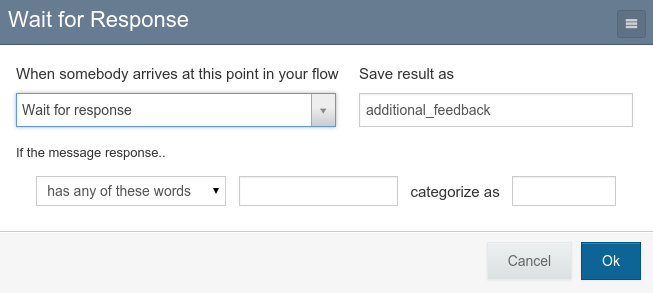 Wait for Response
When somebody arrives at this point in your flow Save result as
Wait for response additional_feedback
If the message response..
has any of these words categorize as
Cancel Ok